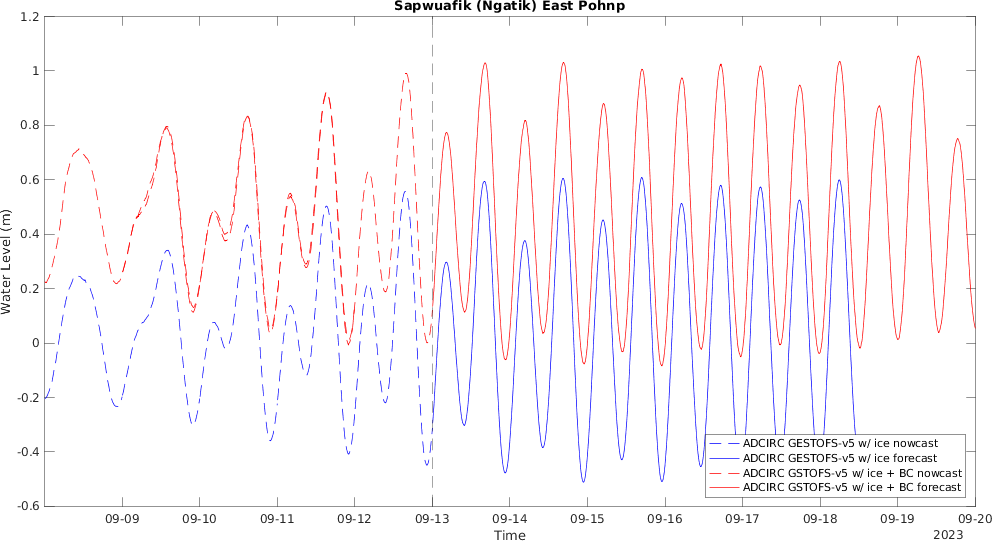 Sapwuafik (Ngatik) East Pohnp
Water Level (m)
1.2
1
0.8
0.6
0.4
0.2
0
-0.2
-0.4
-0.6
ADCIRC GESTOFS-v5 w/ ice nowcast
ADCIRC GESTOFS-v5 w/ ice forecast
ADCIRC GSTOFS-v5 w/ ice + BC nowcast
ADCIRC GSTOFS-v5 w/ ice + BC forecast
09-09 09-10 09-11 09-12 09-13 09-14 09-15 09-16 09-17 09-18 09-19 09-20
Time
2023